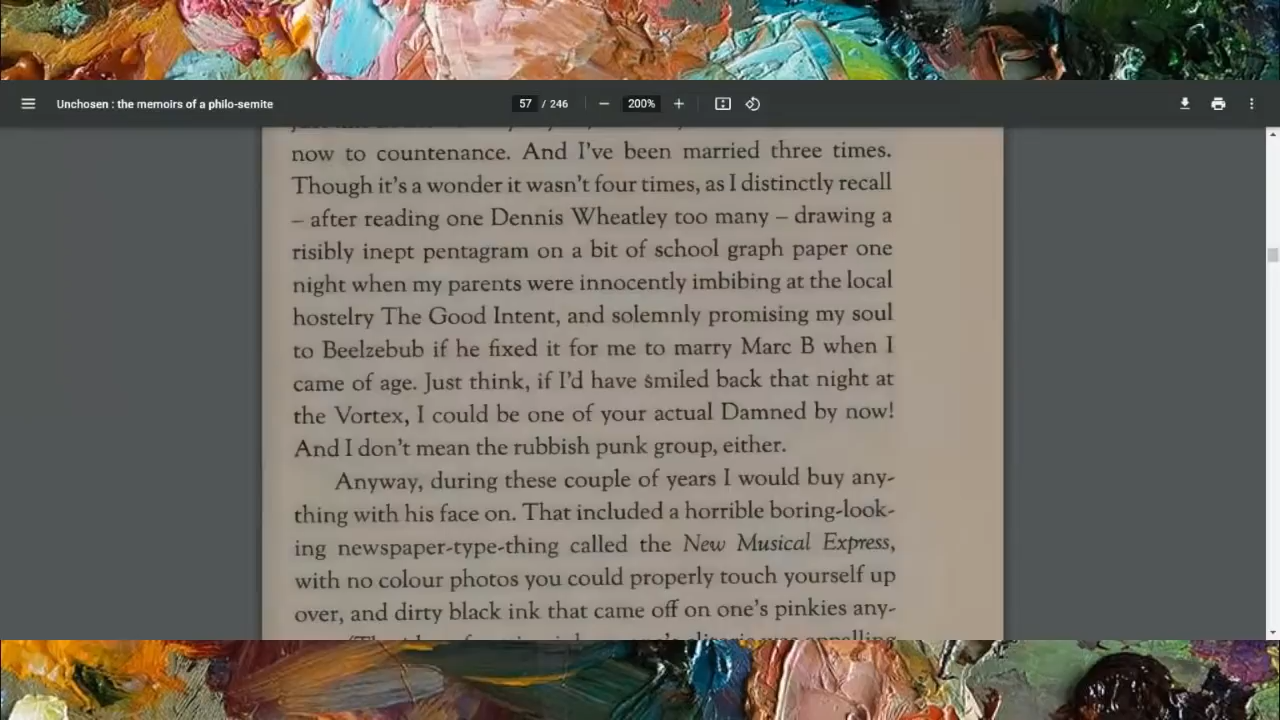 Unchosen : the memoirs of a philo-semite
57 / 246
200%
now to countenance. And I've been married three times.
Though it's a wonder it wasn't four times, as I distinctly recall
– after reading one Dennis Wheatley too many – drawing a
risibly inept pentagram on a bit of school graph paper one
night when my parents were innocently imbibing at the local
hostelry The Good Intent, and solemnly promising my soul
to Beelzebub if he fixed it for me to marry Marc B when I
came of age. Just think, if I'd have smiled back that night at
the Vortex, I could be one of your actual Damned by now!
And I don't mean the rubbish punk group, either.
Anyway, during these couple of years I would buy any-
thing with his face on. That included a horrible boring-look-
ing newspaper-type-thing called the New Musical Express,
with no colour photos you could properly touch yourself up
over, and dirty black ink that came off on one's pinkies any-